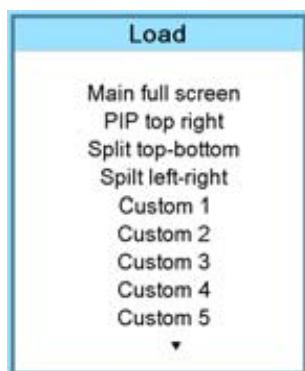 Load
Main full screen
PIP top right
Split top-bottom
Spilt left-right
Custom 1
Custom 2
Custom 3
Custom 4
Custom 5